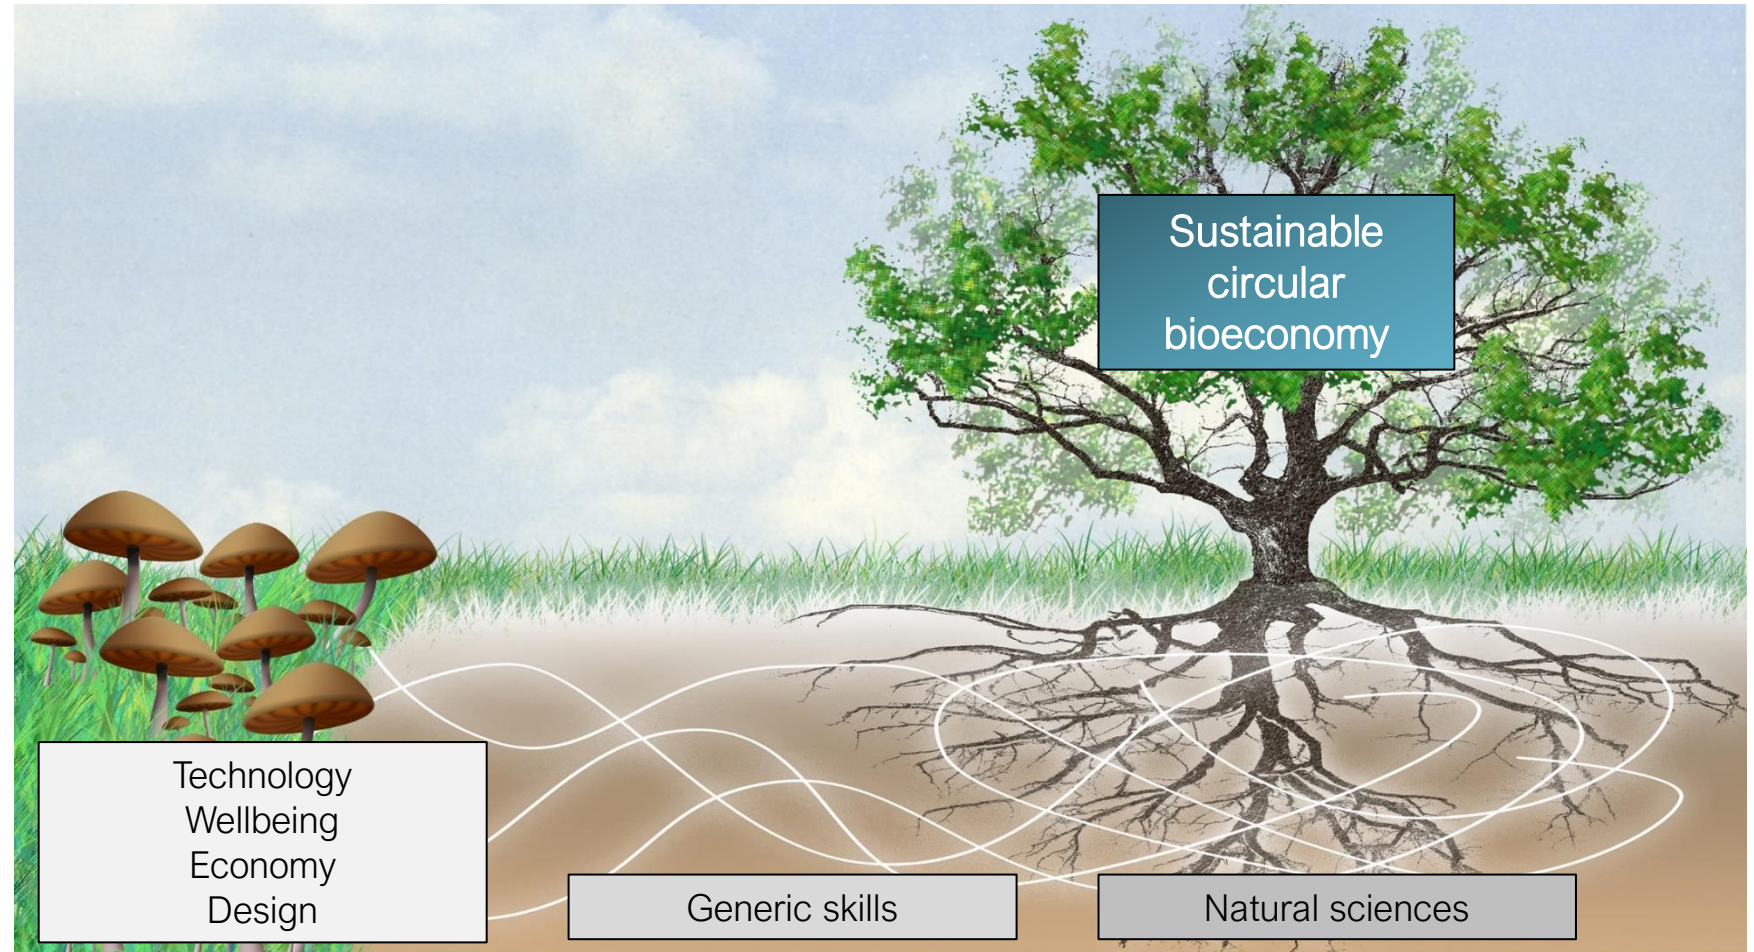 Sustainable
circular
bioeconomy
Technology
Wellbeing
Economy
Design
Generic skills
Natural sciences